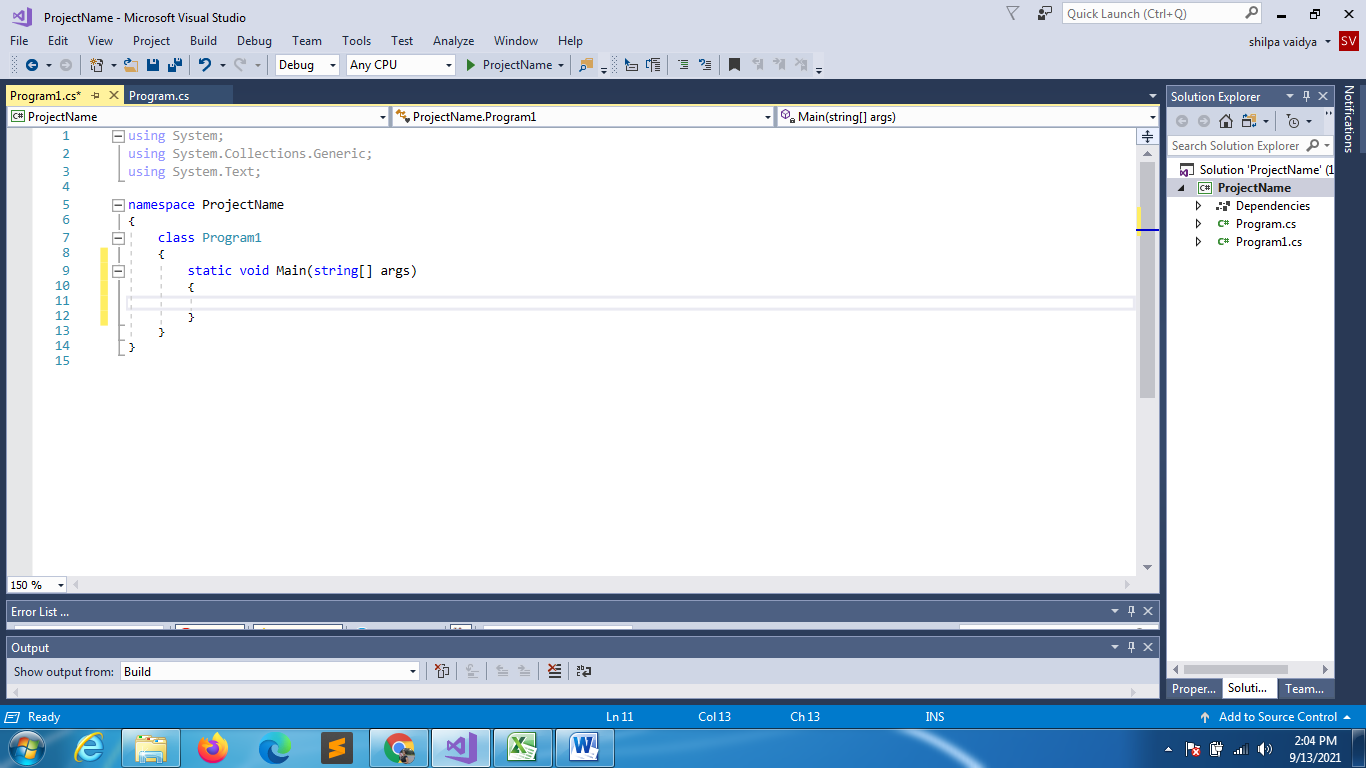 ProjectName - Microsoft Visual Studio
Quick Launch (Ctrl+Q)
File Edit View Project Build Debug Team Tools Test Analyze Window Help
shilpa vaidya SV
Debug Any CPU ProjectName
Program1.cs* Program.cs
ProjectName ProjectName.Program1 Main(string[] args)
1 using System;
2 using System.Collections.Generic;
3 using System.Text;
4
5 namespace ProjectName
6 {
7 class Program1
8 {
9 static void Main(string[] args)
10 {
11
12 }
13 }
14 }
15
150 %
Error List ...
Output
Show output from: Build
Solution Explorer
Search Solution Explorer
Solution 'ProjectName' (1
C# ProjectName
Dependencies
C# Program.cs
C# Program1.cs
Proper... Soluti... Team...
Notifications
Ready Ln 11 Col 13 Ch 13 INS Add to Source Control
2:04 PM
9/13/2021